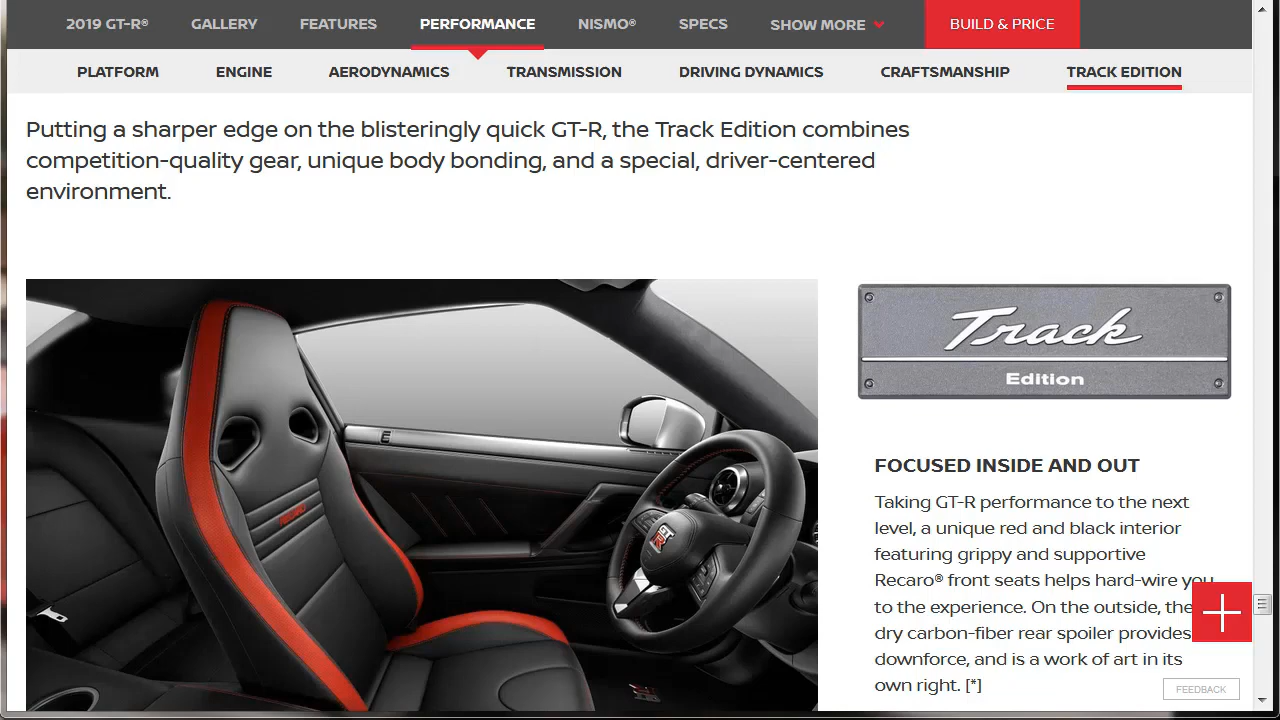 2019 GT-R® GALLERY FEATURES PERFORMANCE NISMO® SPECS SHOW MORE BUILD & PRICE
PLATFORM ENGINE AERODYNAMICS TRANSMISSION DRIVING DYNAMICS CRAFTSMANSHIP TRACK EDITION
Putting a sharper edge on the blisteringly quick GT-R, the Track Edition combines
competition-quality gear, unique body bonding, and a special, driver-centered
environment.
Track
Edition
RECARO
GT
R
FOCUSED INSIDE AND OUT
Taking GT-R performance to the next
level, a unique red and black interior
featuring grippy and supportive
Recaro® front seats helps hard-wire you
to the experience. On the outside, the
dry carbon-fiber rear spoiler provides
downforce, and is a work of art in its
own right. [*]
FEEDBACK